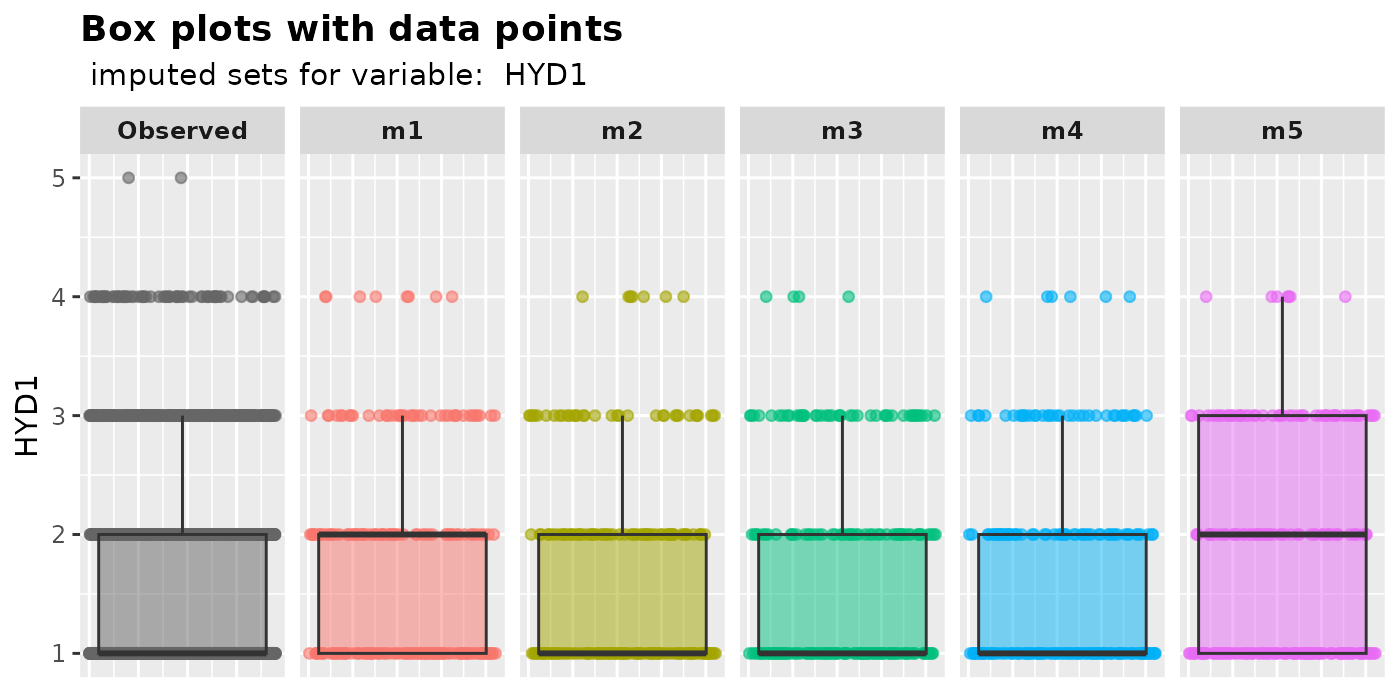 Box plots with data points
imputed sets for variable: HYD1
Observed m1 m2 m3 m4 m5
HYD1
5
4
3
2
1